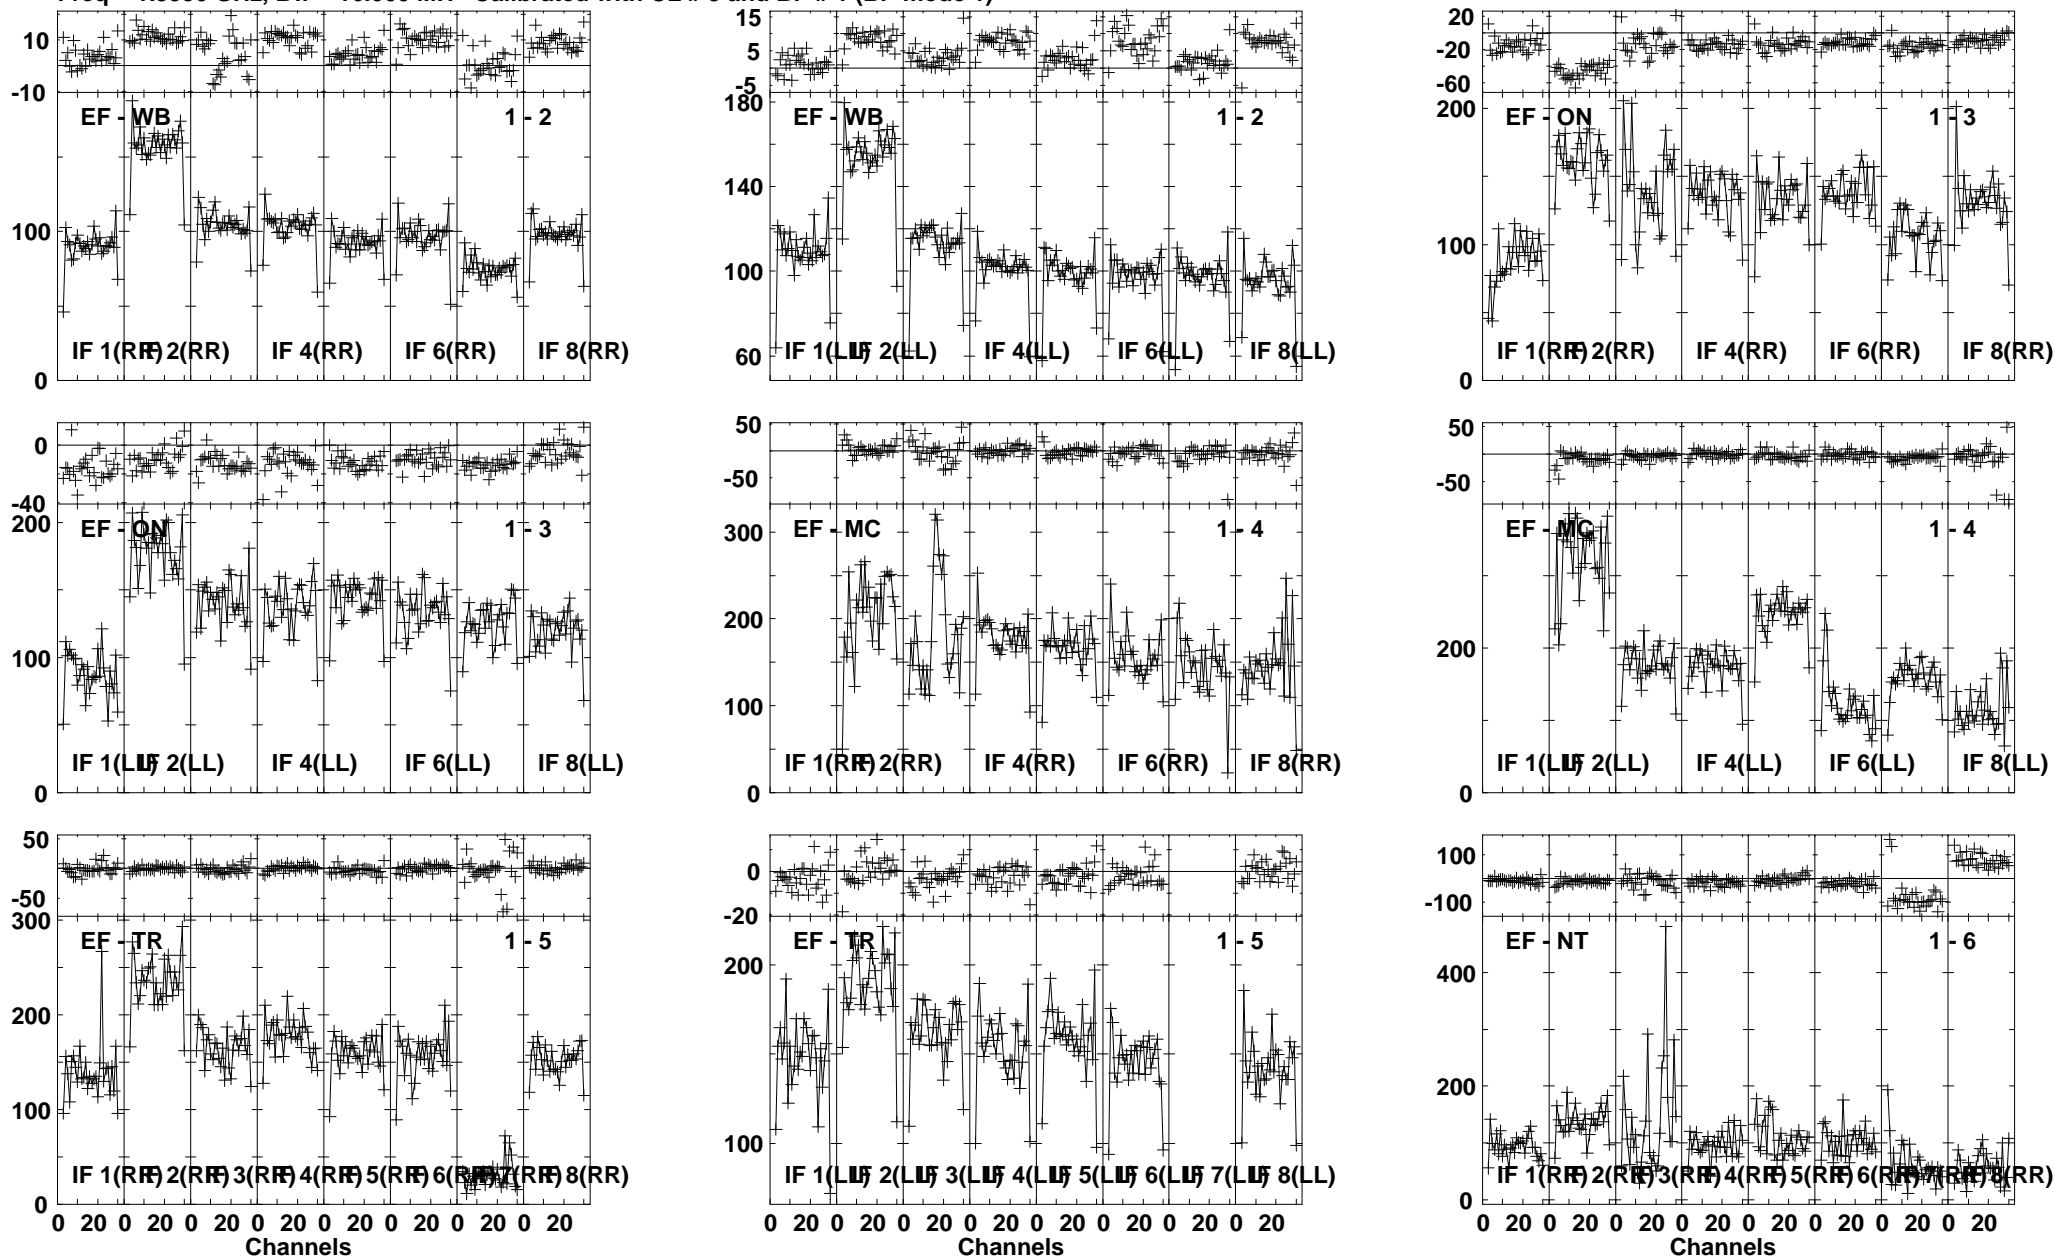 10
-10
EF - WB
1 - 2
100
0
IF 1(RR)
IF 2(RR)
IF 4(RR)
IF 6(RR)
IF 8(RR)
15
5
-5
180
EF - WB
1 - 2
140
100
60
IF 1(LL)
IF 2(LL)
IF 4(LL)
IF 6(LL)
IF 8(LL)
20
-20
-60
200
EF - ON
1 - 3
100
0
IF 1(RR)
IF 2(RR)
IF 4(RR)
IF 6(RR)
IF 8(RR)
0
-40
200
EF - ON
1 - 3
100
0
IF 1(LL)
IF 2(LL)
IF 4(LL)
IF 6(LL)
IF 8(LL)
50
-50
300
EF - MC
1 - 4
200
100
0
IF 1(RR)
IF 2(RR)
IF 4(RR)
IF 6(RR)
IF 8(RR)
50
-50
EF - MC
1 - 4
200
0
IF 1(LL)
IF 2(LL)
IF 4(LL)
IF 6(LL)
IF 8(LL)
50
-50
300
EF - TR
1 - 5
200
100
0
IF 1(RR)
IF 2(RR)
IF 3(RR)
IF 4(RR)
IF 5(RR)
IF 6(RR)
IF 7(RR)
IF 8(RR)
0 20 0 20 0 20 0 20 0 20 0 20 0 20 0 20
Channels
0
-20
200
EF - TR
1 - 5
100
IF 1(LL)
IF 2(LL)
IF 3(LL)
IF 4(LL)
IF 5(LL)
IF 6(LL)
IF 7(LL)
IF 8(LL)
0 20 0 20 0 20 0 20 0 20 0 20 0 20 0 20
Channels
100
-100
EF - NT
1 - 6
400
200
0
IF 1(RR)
IF 2(RR)
IF 3(RR)
IF 4(RR)
IF 5(RR)
IF 6(RR)
IF 7(RR)
IF 8(RR)
0 20 0 20 0 20 0 20 0 20 0 20 0 20 0 20
Channels